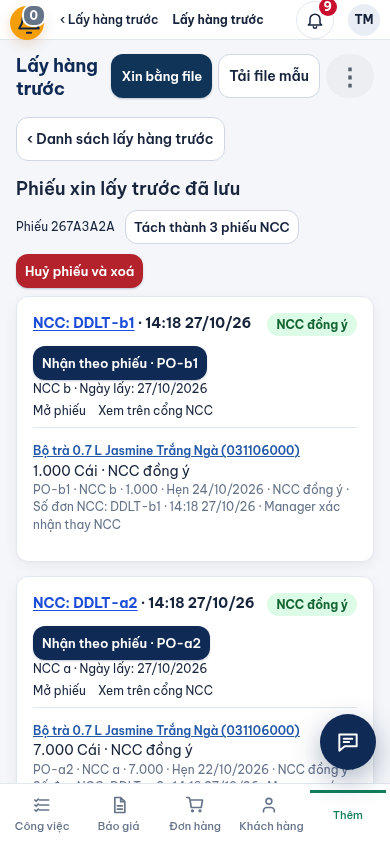 0
‹ Lấy hàng trước Lấy hàng trước
9
TM
Lấy hàng trước
Xin bằng file
Tải file mẫu
‹ Danh sách lấy hàng trước
Phiếu xin lấy trước đã lưu
Phiếu 267A3A2A
Tách thành 3 phiếu NCC
Huỷ phiếu và xoá
NCC: DDLT-b1 · 14:18 27/10/26
NCC đồng ý
Nhận theo phiếu · PO-b1
NCC b · Ngày lấy: 27/10/2026
Mở phiếu Xem trên cổng NCC
Bộ trà 0.7 L Jasmine Trắng Ngà (031106000)
1.000 Cái · NCC đồng ý
PO-b1 · NCC b · 1.000 · Hẹn 24/10/2026 · NCC đồng ý ·
Số đơn NCC: DDLT-b1 · 14:18 27/10/26 · Manager xác
nhận thay NCC
NCC: DDLT-a2 · 14:18 27/10/26
NCC đồng ý
Nhận theo phiếu · PO-a2
NCC a · Ngày lấy: 27/10/2026
Mở phiếu Xem trên cổng NCC
Bộ trà 0.7 L Jasmine Trắng Ngà (031106000)
7.000 Cái · NCC đồng ý
PO-a2 · NCC a · 7.000 · Hẹn 22/10/2026 · NCC đồng ý ·
Công việc
Báo giá
Đơn hàng
Khách hàng
Thêm